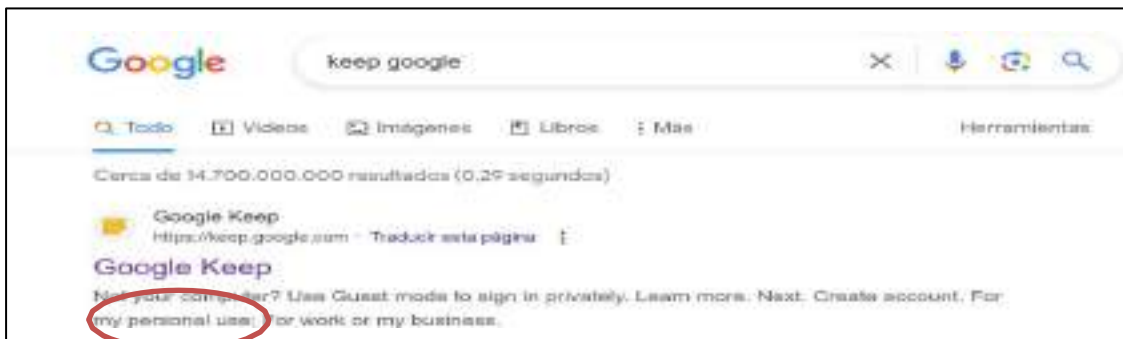 Google
keep google
Todo Videos Imágenes Libros Más Herramientas
Cerca de 14.700.000.000 resultados (0,29 segundos)
Google Keep
https://keep.google.com · Traducir esta página
Google Keep
Not your computer? Use Guest mode to sign in privately. Learn more. Next. Create account. For
my personal use; For work or my business.